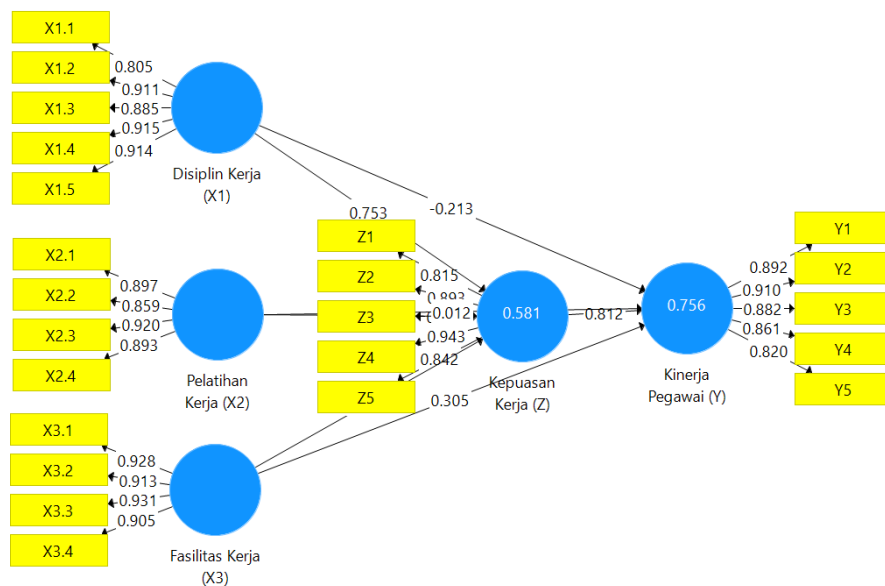 X1.1
X1.2
X1.3
X1.4
X1.5
0.805
0.911
0.885
0.915
0.914
Disiplin Kerja
(X1)
X2.1
X2.2
X2.3
X2.4
0.897
0.859
0.920
0.893
Pelatihan
Kerja (X2)
X3.1
X3.2
X3.3
X3.4
0.928
0.913
0.931
0.905
Fasilitas Kerja
(X3)
0.753
-0.213
Z1
Z2
Z3
Z4
Z5
0.815
0.012
0.943
0.842
0.581
Kepuasan
Kerja (Z)
0.812
0.305
0.756
Kinerja
Pegawai (Y)
0.892
0.910
0.882
0.861
0.820
Y1
Y2
Y3
Y4
Y5